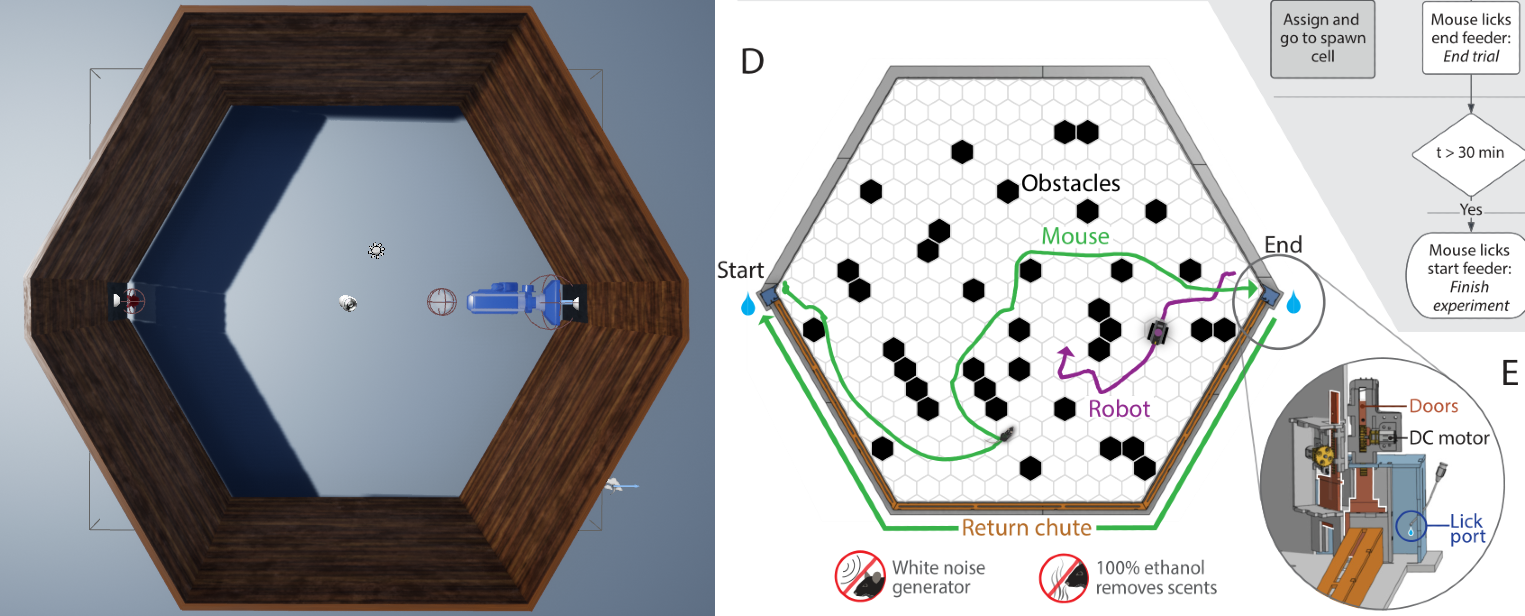 D
Start
Obstacles
Mouse
End
Robot
Return chute
White noise
generator
100% ethanol
removes scents
Assign and
go to spawn
cell
Mouse licks
end feeder:
End trial
t > 30 min
Yes
Mouse licks
start feeder:
Finish
experiment
E
Doors
DC motor
Lick
port